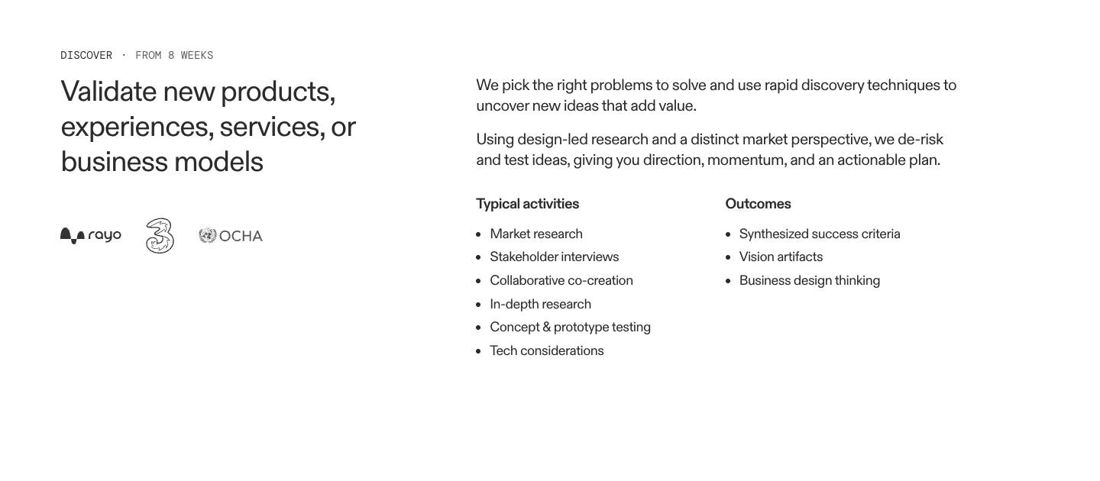 DISCOVER · FROM 8 WEEKS
Validate new products,
experiences, services, or
business models
rayo
3
OCHA
We pick the right problems to solve and use rapid discovery techniques to
uncover new ideas that add value.
Using design-led research and a distinct market perspective, we de-risk
and test ideas, giving you direction, momentum, and an actionable plan.
Typical activities
• Market research
• Stakeholder interviews
• Collaborative co-creation
• In-depth research
• Concept & prototype testing
• Tech considerations
Outcomes
• Synthesized success criteria
• Vision artifacts
• Business design thinking